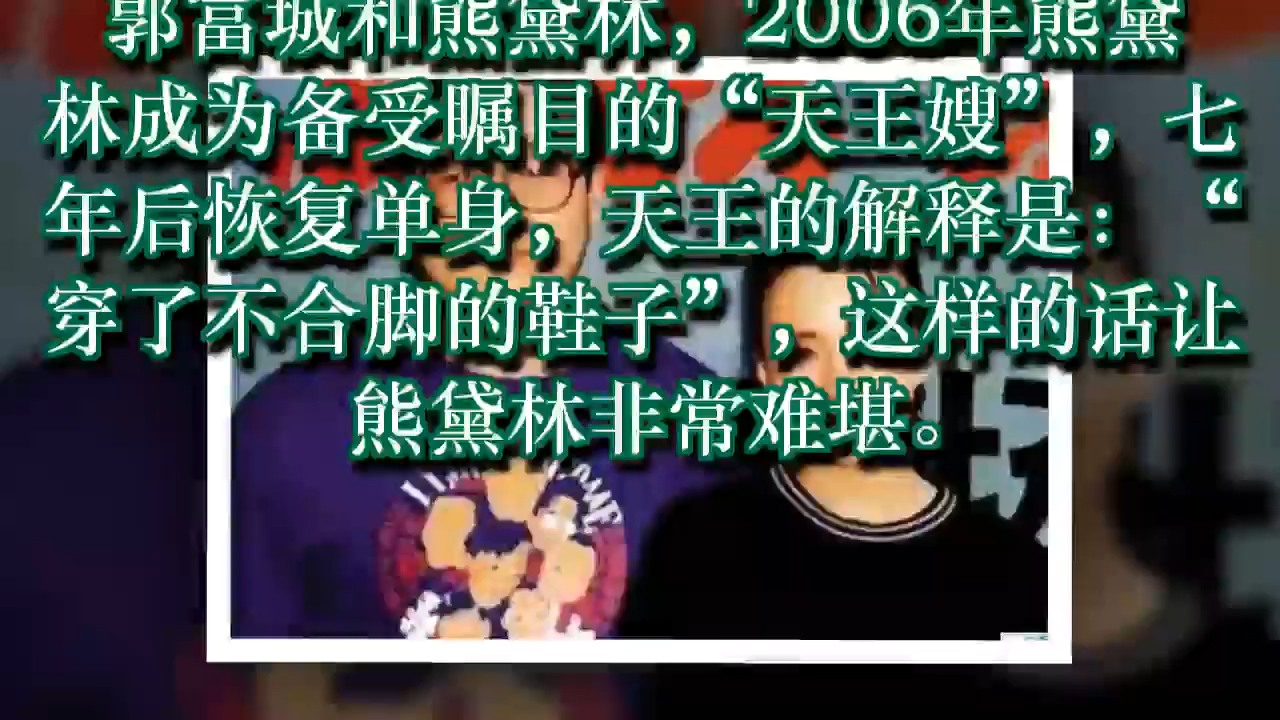 郭富城和熊黛林，2006年熊黛
林成为备受瞩目的“天王嫂”，七
年后恢复单身，天王的解释是：“
穿了不合脚的鞋子”，这样的话让
熊黛林非常难堪。